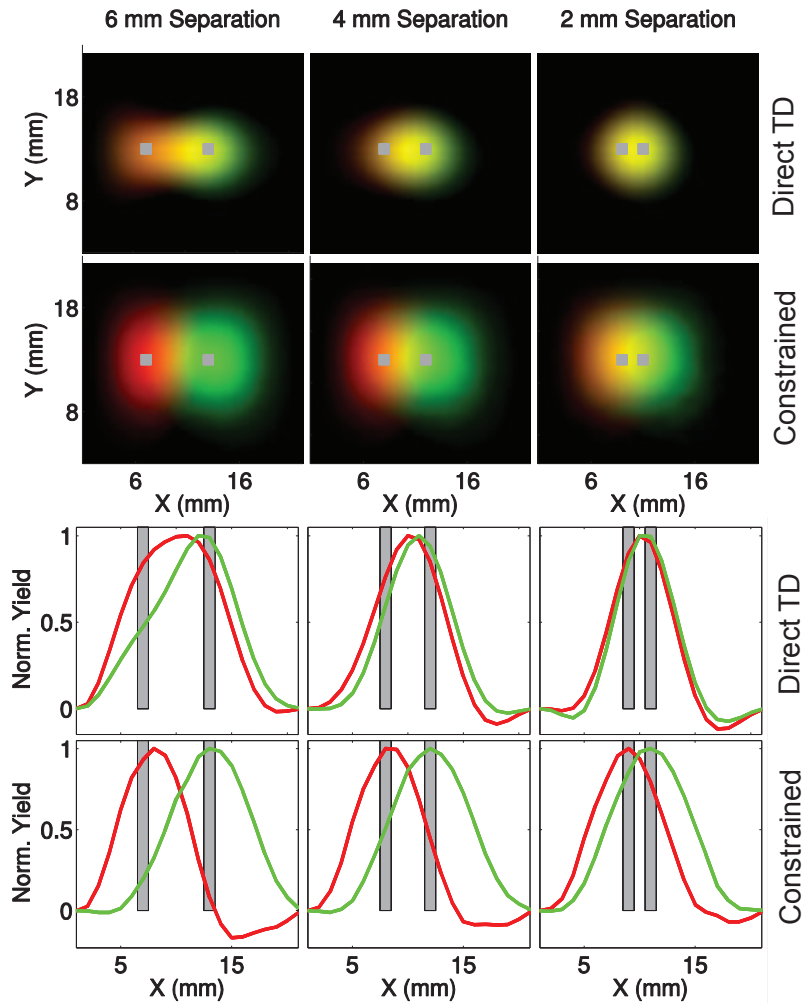 6 mm Separation
4 mm Separation
2 mm Separation
18
8
Y (mm)
Direct TD
18
8
Y (mm)
Constrained
6
16
6
16
6
16
X (mm)
X (mm)
X (mm)
1
0.5
0
Norm. Yield
Direct TD
1
0.5
0
Norm. Yield
Constrained
5
15
5
15
5
15
X (mm)
X (mm)
X (mm)